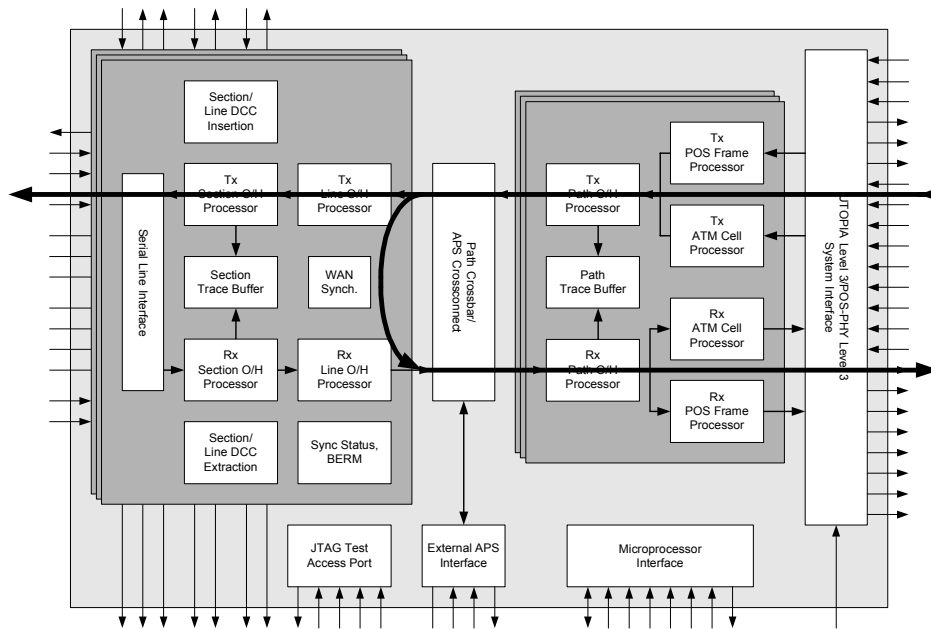 Section/
Line DCC
Insertion
Tx
Section O/H
Processor
Tx
Line O/H
Processor
Serial Line Interface
Section
Trace Buffer
WAN
Synch.
Rx
Section O/H
Processor
Rx
Line O/H
Processor
Section/
Line DCC
Extraction
Sync Status,
BERM
Path Crossbar/
APS Crossconnect
Tx
Path O/H
Processor
Path
Trace Buffer
Rx
Path O/H
Processor
Tx
POS Frame
Processor
Tx
ATM Cell
Processor
Rx
ATM Cell
Processor
Rx
POS Frame
Processor
UTOPIA Level 3/POS-PHY Level 3
System Interface
JTAG Test
Access Port
External APS
Interface
Microprocessor
Interface